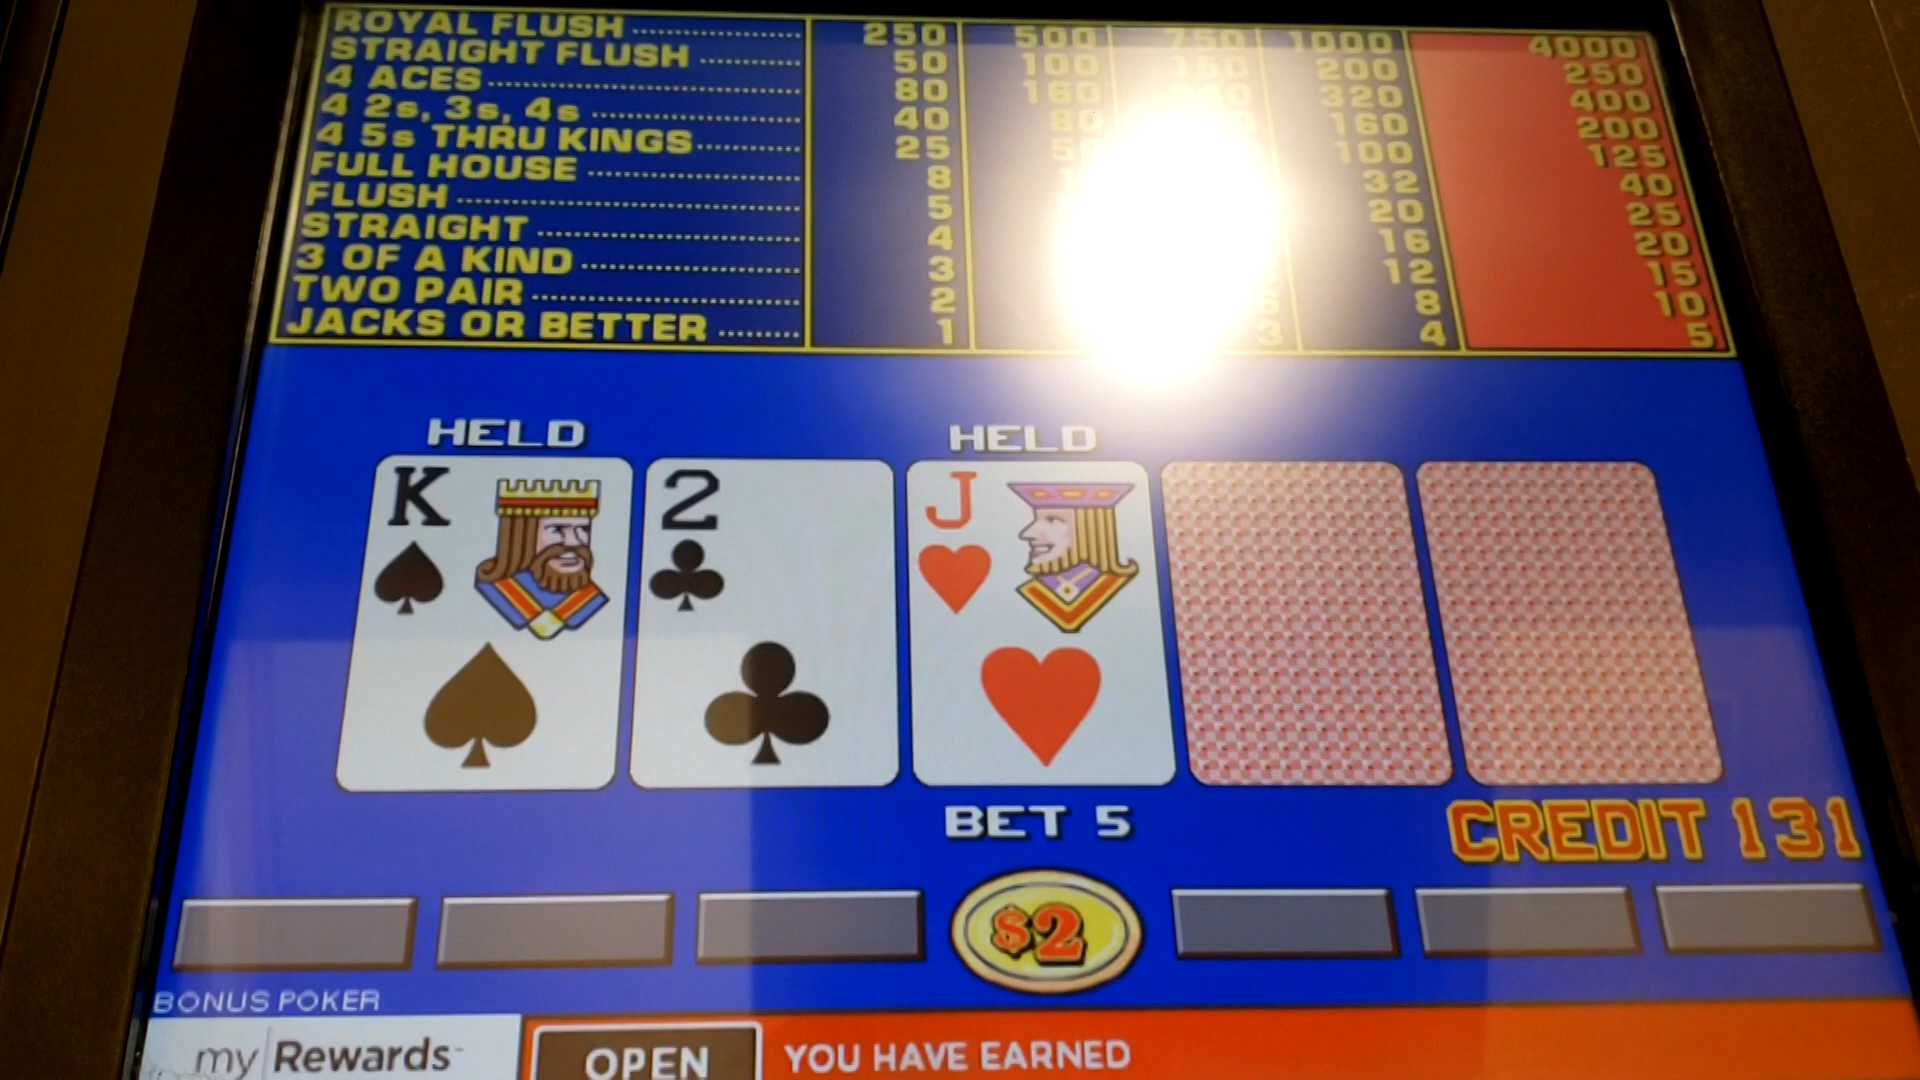 ROYAL FLUSH 250 500 750 1000 4000
STRAIGHT FLUSH 50 100 150 200 250
4 ACES 80 160 320 400
4 2s, 3s, 4s 40 80 160 200
4 5s THRU KINGS 25 100 125
FULL HOUSE 8 32 40
FLUSH 5 20 25
STRAIGHT 4 16 20
3 OF A KIND 3 12 15
TWO PAIR 2 6 8 10
JACKS OR BETTER 1 3 4 5
HELD HELD
K 2 J
BET 5 CREDIT 131
$2
BONUS POKER
my Rewards OPEN YOU HAVE EARNED